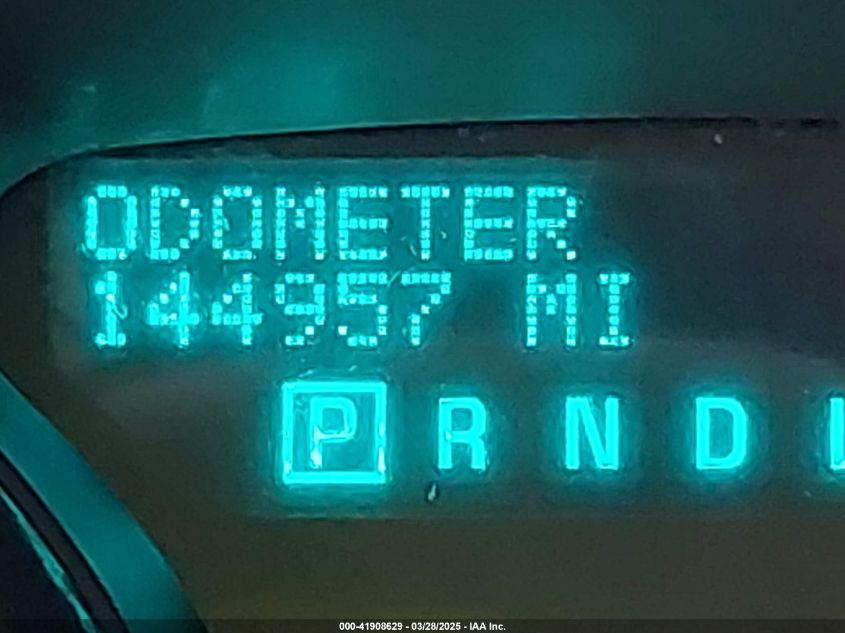 ODOMETER
144957 MI
P R N D
000-41908629 - 03/28/2025 - IAA Inc.